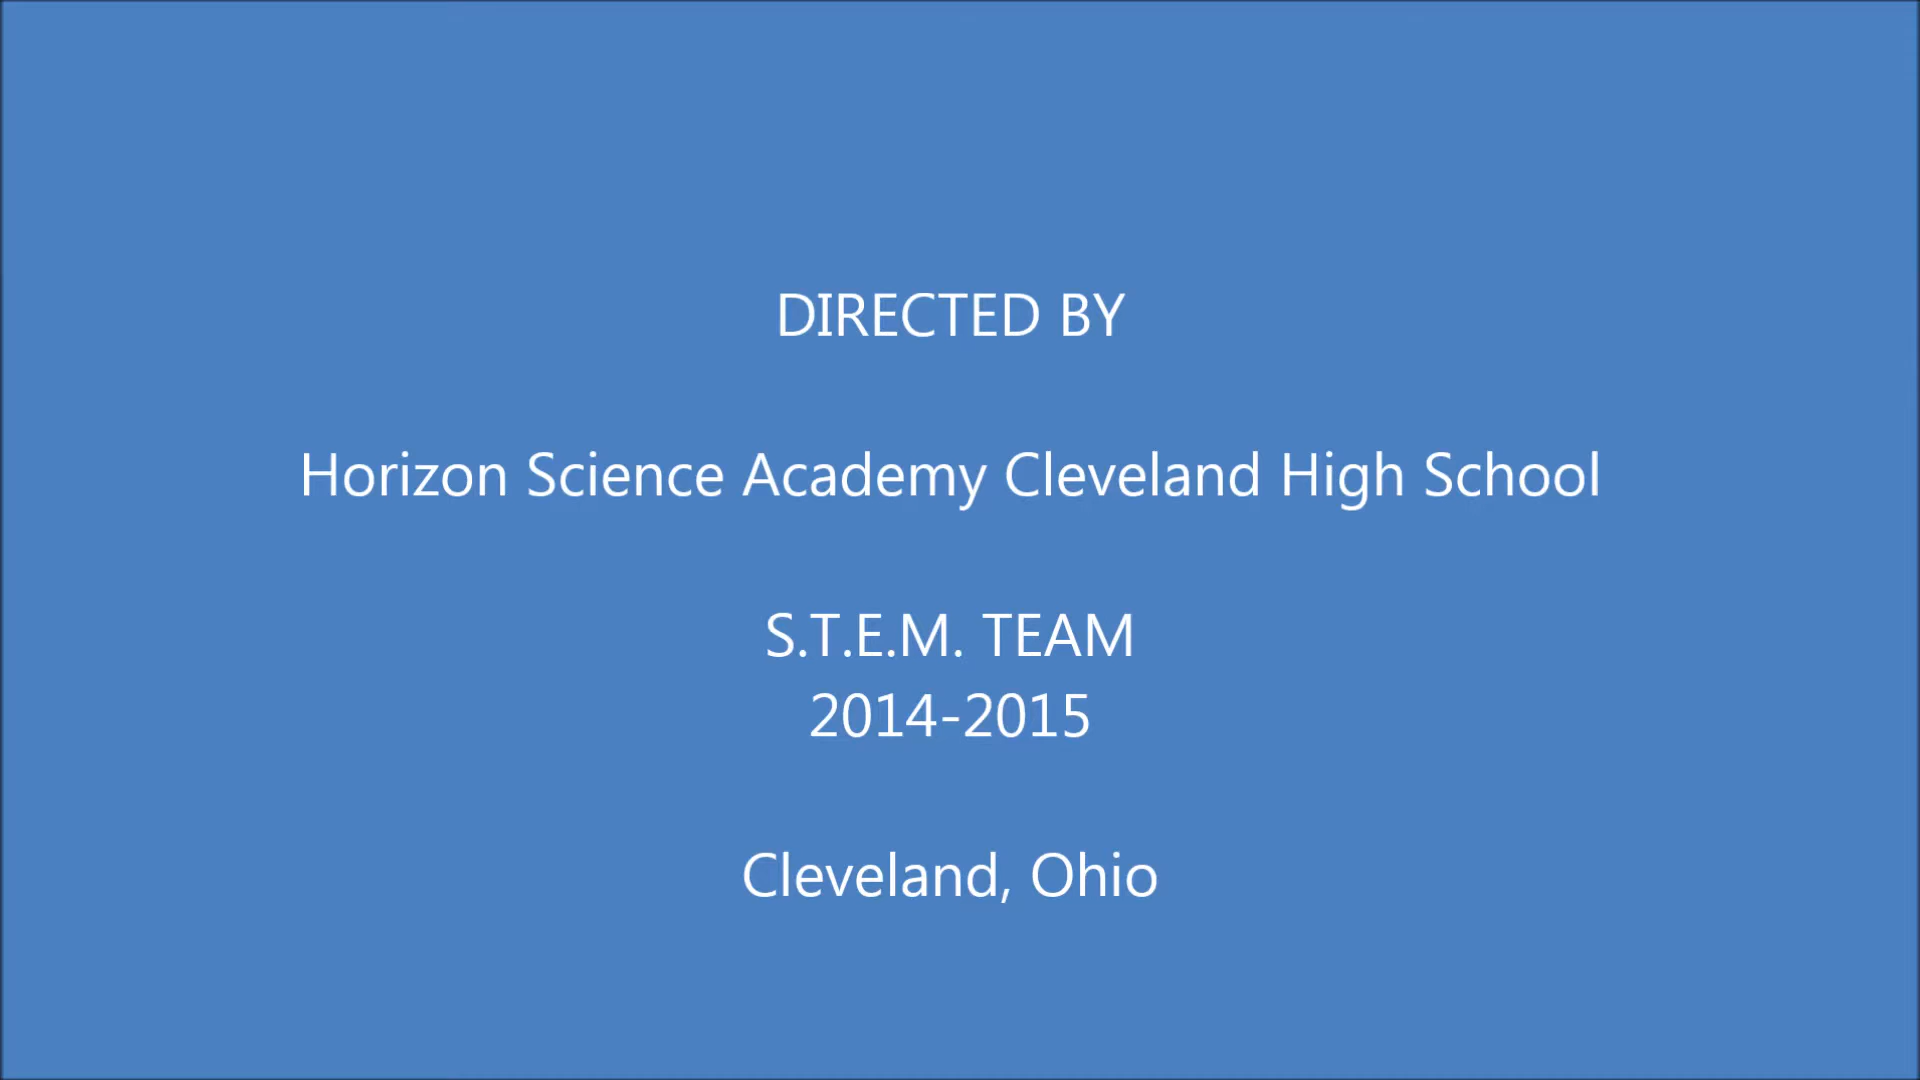 DIRECTED BY
Horizon Science Academy Cleveland High School
S.T.E.M. TEAM
2014-2015
Cleveland, Ohio